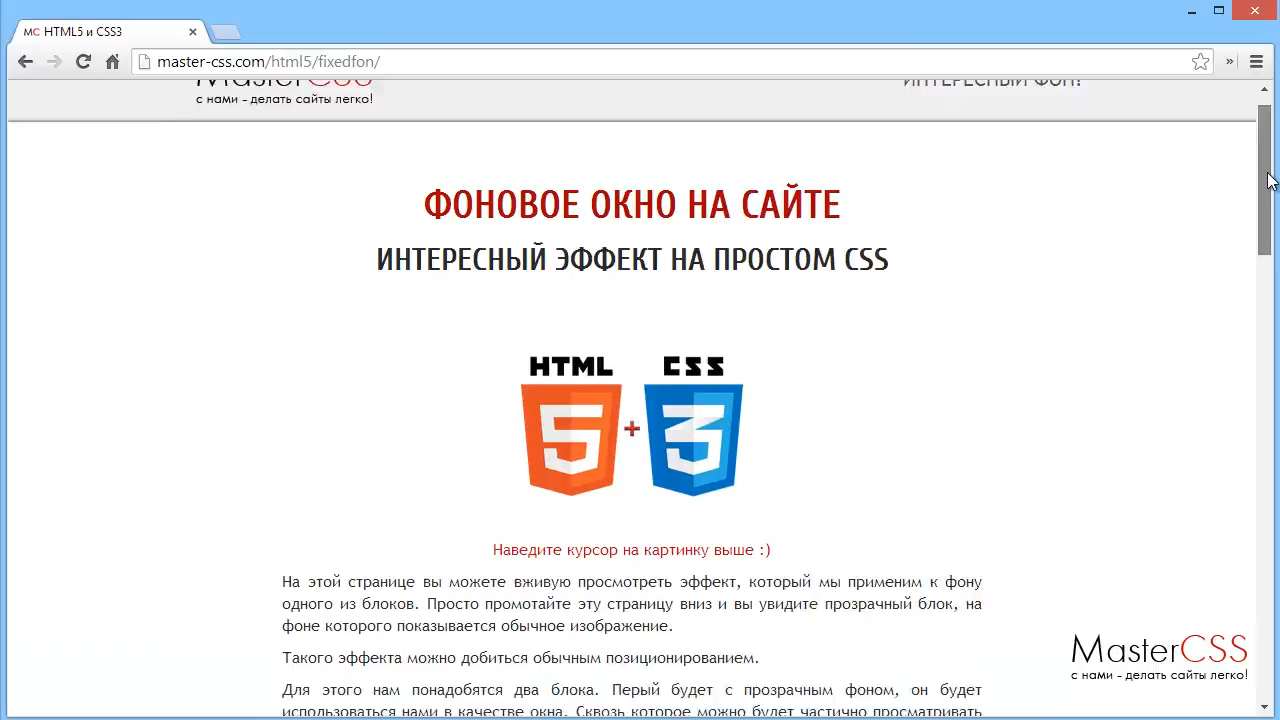 МС HTML5 и CSS3
master-css.com/html5/fixedfon/
MasterCSS
ИНТЕРЕСНЫЙ ФОН!
с нами - делать сайты легко!
ФОНОВОЕ ОКНО НА САЙТЕ
ИНТЕРЕСНЫЙ ЭФФЕКТ НА ПРОСТОМ CSS
HTML CSS
5 + 3
Наведите курсор на картинку выше :)
На этой странице вы можете вживую просмотреть эффект, который мы применим к фону
одного из блоков. Просто промотайте эту страницу вниз и вы увидите прозрачный блок, на
фоне которого показывается обычное изображение.
Такого эффекта можно добиться обычным позиционированием.
Для этого нам понадобятся два блока. Перый будет с прозрачным фоном, он будет
использоваться нами в качестве окна. Сквозь которое можно будет частично просматривать
MasterCSS
с нами - делать сайты легко!